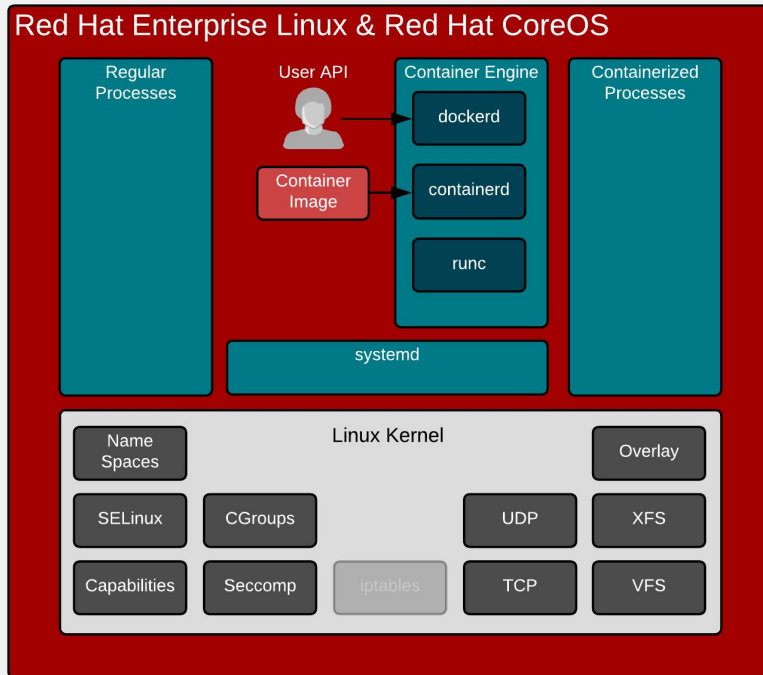 Red Hat Enterprise Linux & Red Hat CoreOS
Regular
Processes
User API
Container Engine
Containerized
Processes
dockerd
Container
Image
containerd
runc
systemd
Linux Kernel
Name
Spaces
Overlay
SELinux
CGroups
UDP
XFS
Capabilities
Seccomp
iptables
TCP
VFS